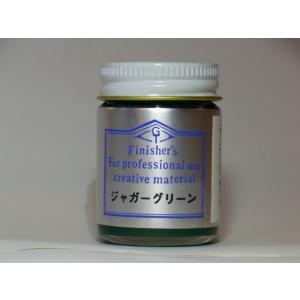 Finisher's
For professional use
creative material
ジャガーグリーン